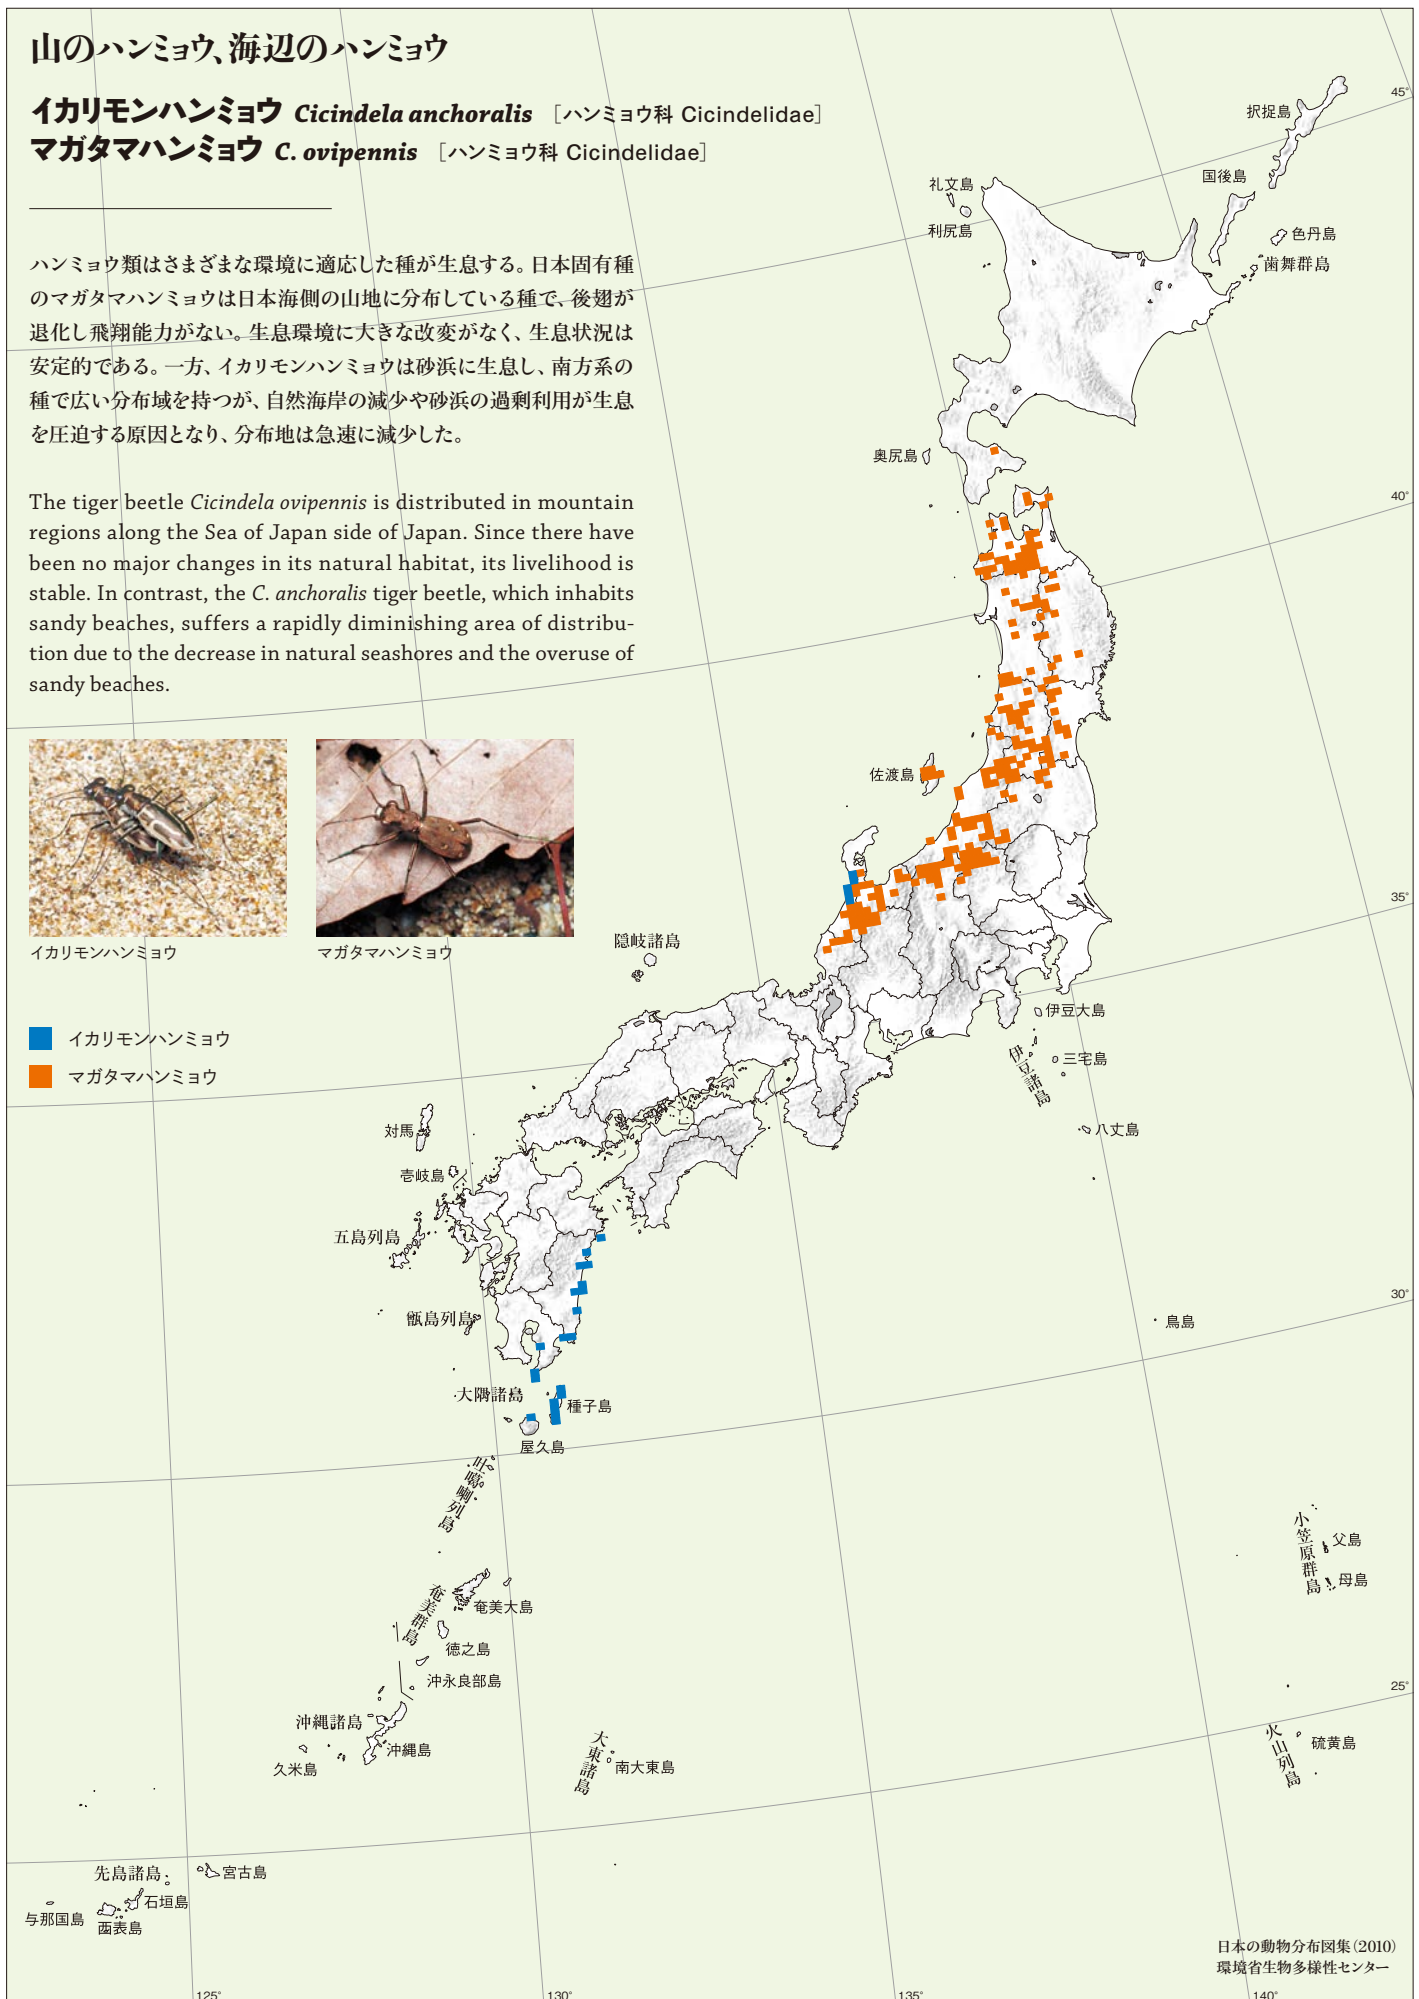 山のハンミョウ、海辺のハンミョウ
イカリモンハンミョウ Cicindela anchoralis ［ハンミョウ科 Cicindelidae］
マガタマハンミョウ C. ovipennis ［ハンミョウ科 Cicindelidae］
ハンミョウ類はさまざまな環境に適応した種が生息する。日本固有種
のマガタマハンミョウは日本海側の山地に分布している種で、後翅が
退化し飛翔能力がない。生息環境に大きな改変がなく、生息状況は
安定的である。一方、イカリモンハンミョウは砂浜に生息し、南方系の
種で広い分布域を持つが、自然海岸の減少や砂浜の過剰利用が生息
を圧迫する原因となり、分布地は急速に減少した。
The tiger beetle Cicindela ovipennis is distributed in mountain
regions along the Sea of Japan side of Japan. Since there have
been no major changes in its natural habitat, its livelihood is
stable. In contrast, the C. anchoralis tiger beetle, which inhabits
sandy beaches, suffers a rapidly diminishing area of distribu-
tion due to the decrease in natural seashores and the overuse of
sandy beaches.
イカリモンハンミョウ
マガタマハンミョウ
イカリモンハンミョウ
マガタマハンミョウ
45°
択捉島
国後島
礼文島
利尻島
色丹島
歯舞群島
奥尻島
40°
佐渡島
35°
隠岐諸島
伊豆大島
伊豆諸島
三宅島
八丈島
対馬
壱岐島
五島列島
甑島列島
30°
鳥島
大隅諸島
種子島
屋久島
吐噶喇列島
小笠原群島
父島
母島
奄美群島
奄美大島
徳之島
沖永良部島
25°
沖縄諸島
沖縄島
久米島
大東諸島
南大東島
火山列島
硫黄島
先島諸島
宮古島
石垣島
与那国島
西表島
日本の動物分布図集（2010）
環境省生物多様性センター
125°
130°
135°
140°